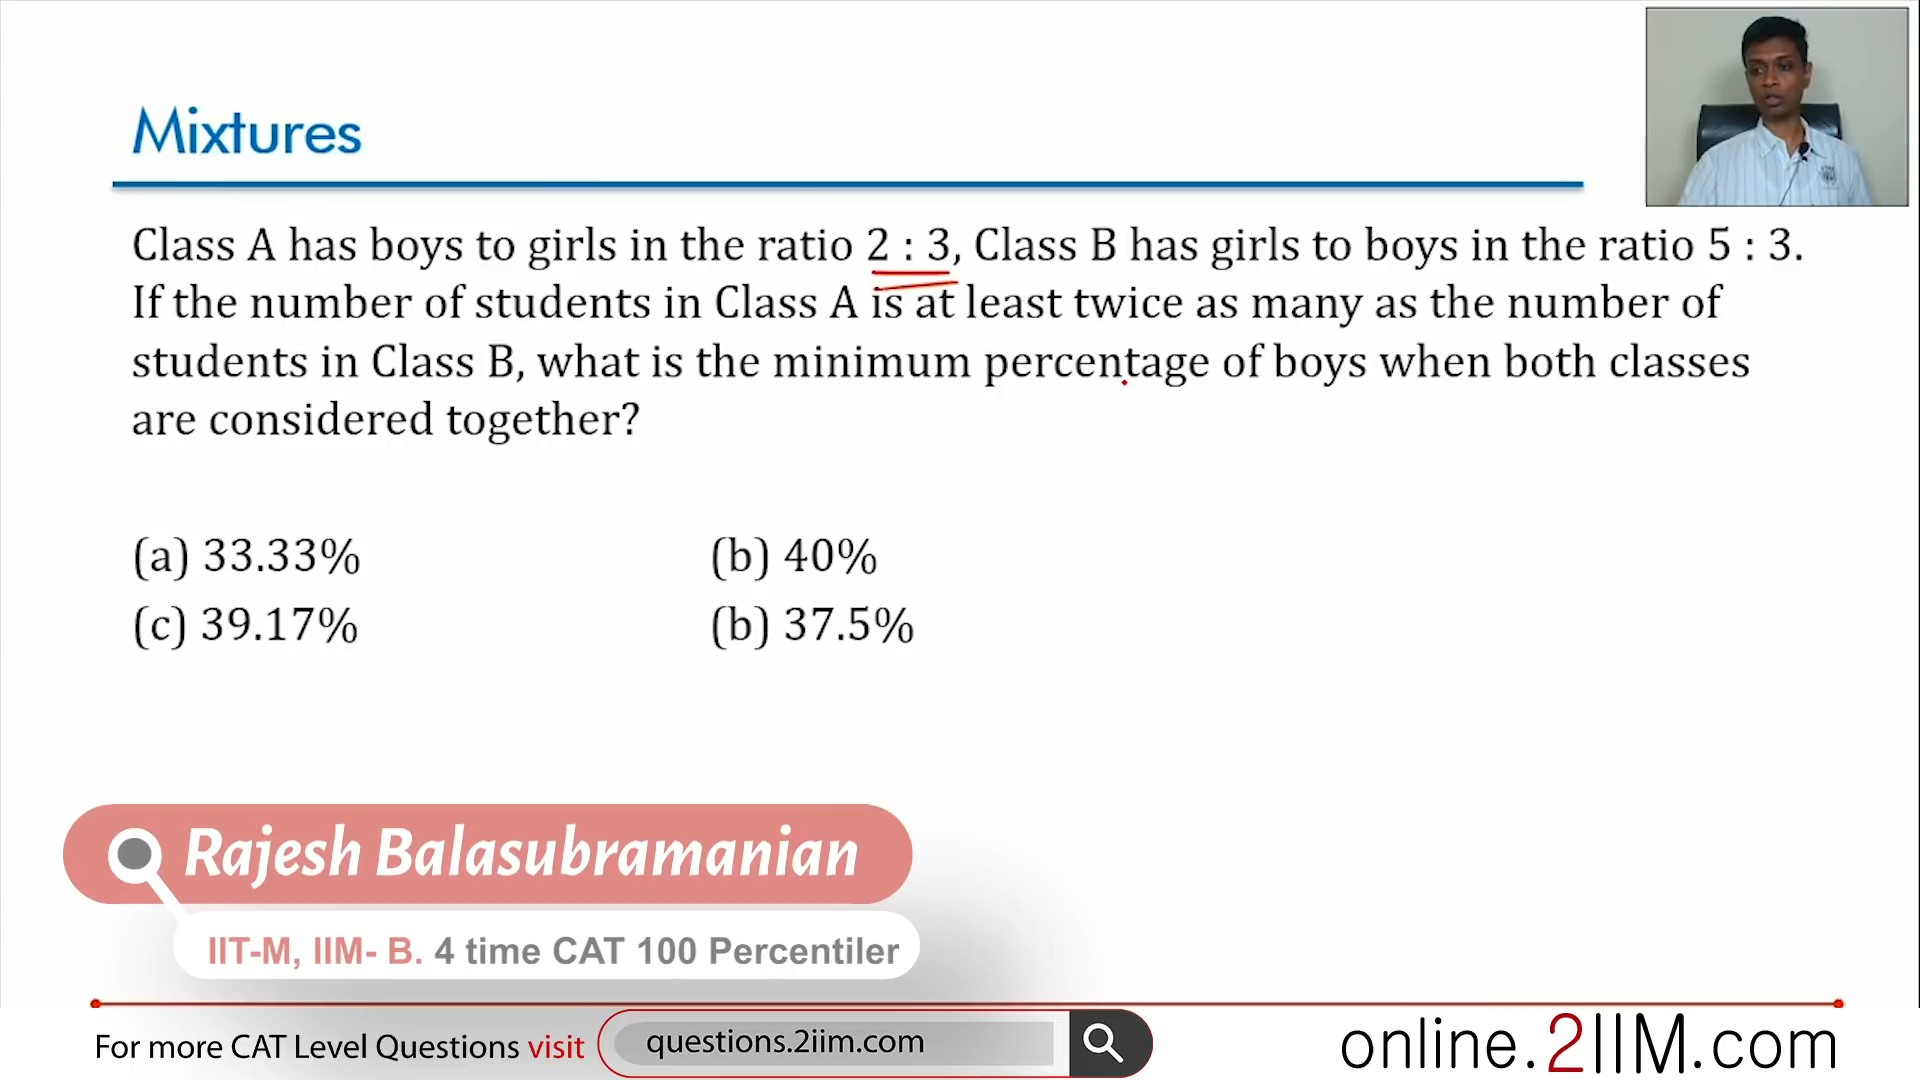 Mixtures
Class A has boys to girls in the ratio 2 : 3, Class B has girls to boys in the ratio 5 : 3.
If the number of students in Class A is at least twice as many as the number of
students in Class B, what is the minimum percentage of boys when both classes
are considered together?
(a) 33.33% (b) 40%
(c) 39.17% (b) 37.5%
Rajesh Balasubramanian
IIT-M, IIM- B. 4 time CAT 100 Percentiler
For more CAT Level Questions visit questions.2iim.com
online.2IIM.com